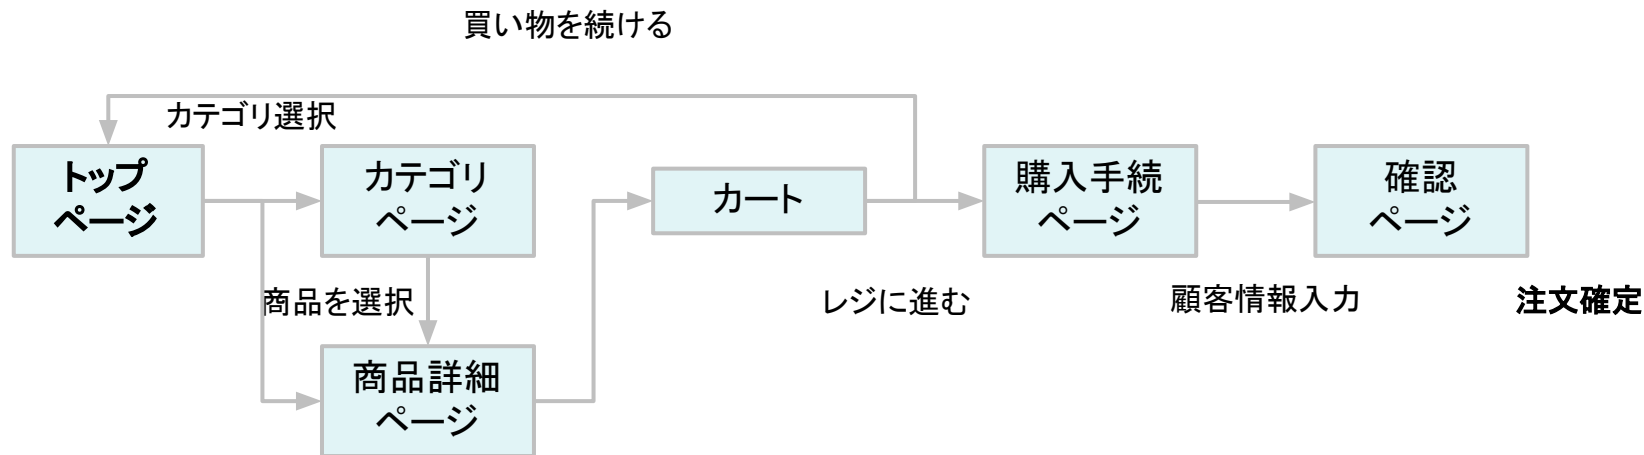 買い物を続ける
カテゴリ選択
トップ
ページ
カテゴリ
ページ
カート
購入手続
ページ
確認
ページ
商品を選択
レジに進む
顧客情報入力
注文確定
商品詳細
ページ